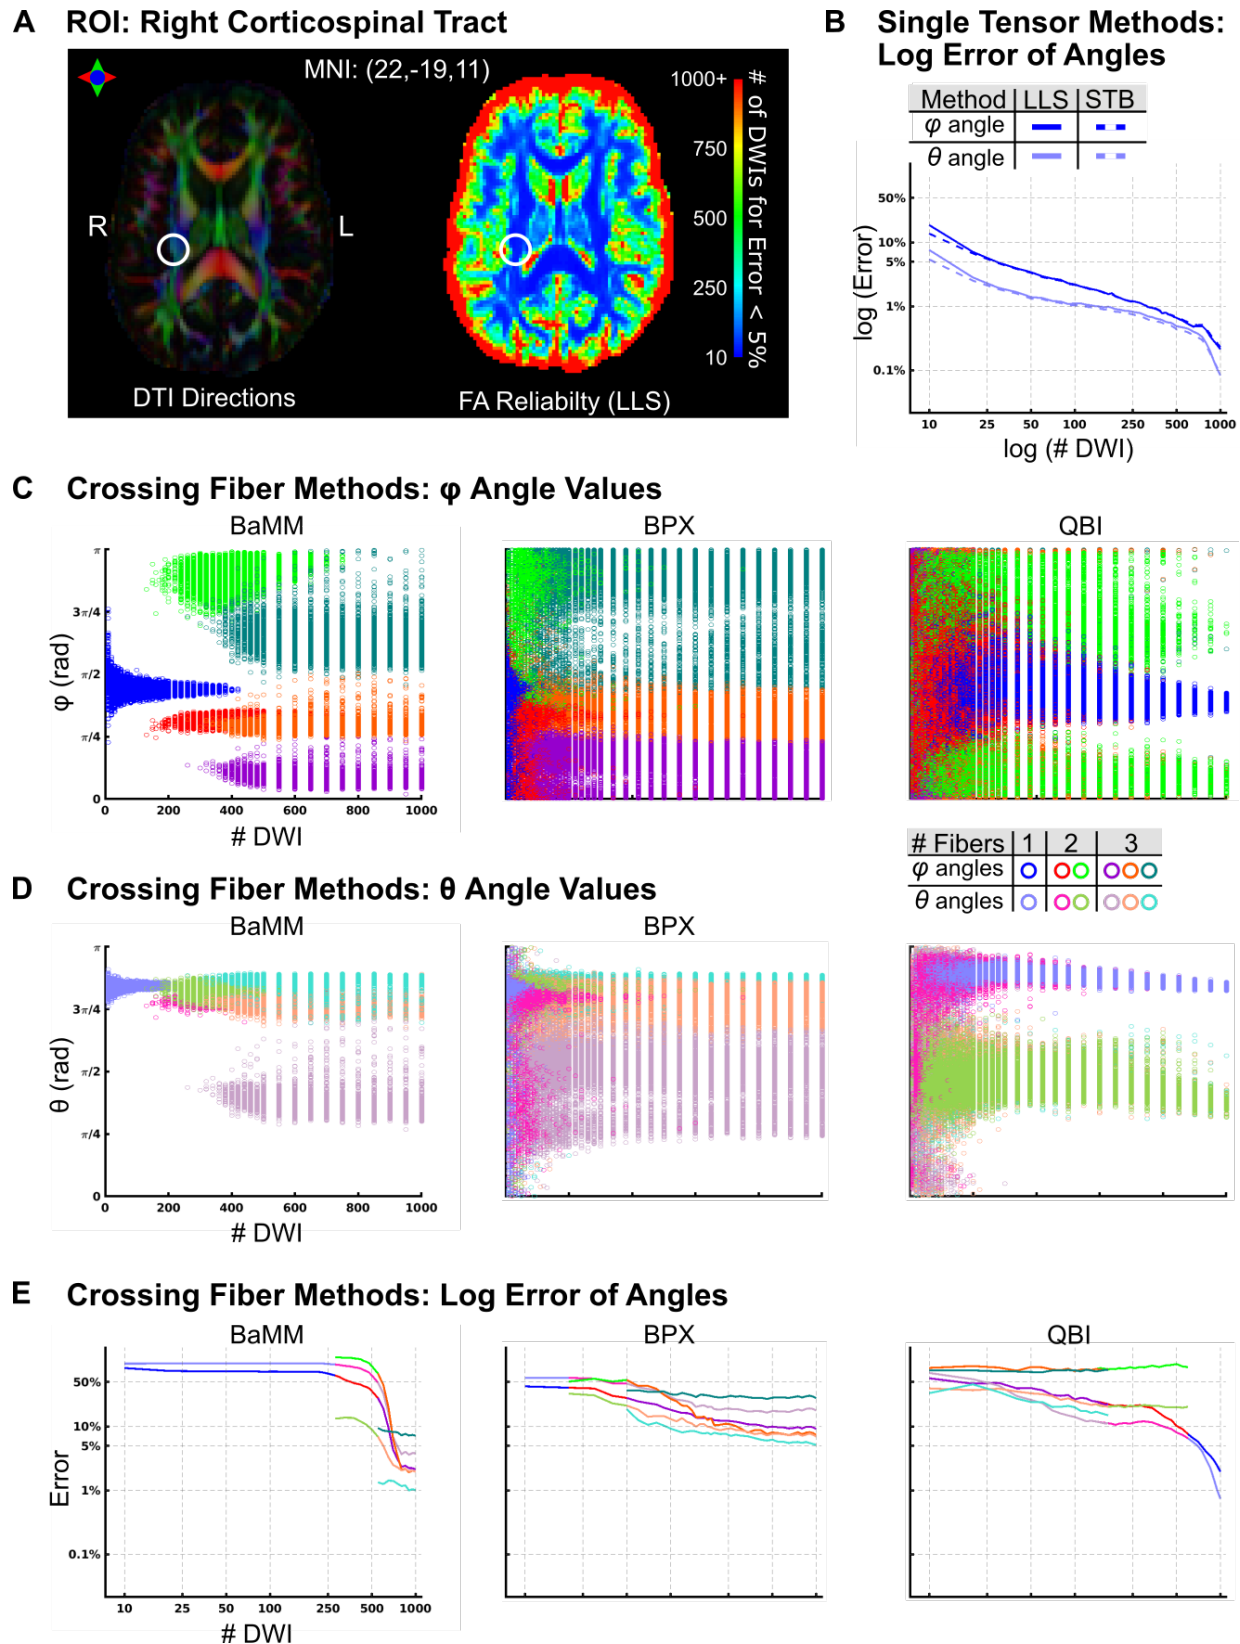 A ROI: Right Corticospinal Tract
MNI: (22,-19,11)
R
L
DTI Directions
FA Reliabilty (LLS)
1000+
750
500
250
10
# of DWIs for Error < 5%
B Single Tensor Methods:
Log Error of Angles
Method LLS STB
φ angle
θ angle
50%
10%
5%
1%
0.1%
log (Error)
10 25 50 100 250 500 1000
log (# DWI)
C Crossing Fiber Methods: φ Angle Values
BaMM BPX QBI
π
3π/4
π/2
π/4
0
φ (rad)
0 200 400 600 800 1000
# DWI
# Fibers 1 2 3
φ angles
θ angles
D Crossing Fiber Methods: θ Angle Values
BaMM BPX
π
3π/4
π/2
π/4
0
θ (rad)
0 200 400 600 800 1000
# DWI
E Crossing Fiber Methods: Log Error of Angles
BaMM BPX QBI
50%
10%
5%
1%
0.1%
Error
10 25 50 100 250 500 1000
# DWI